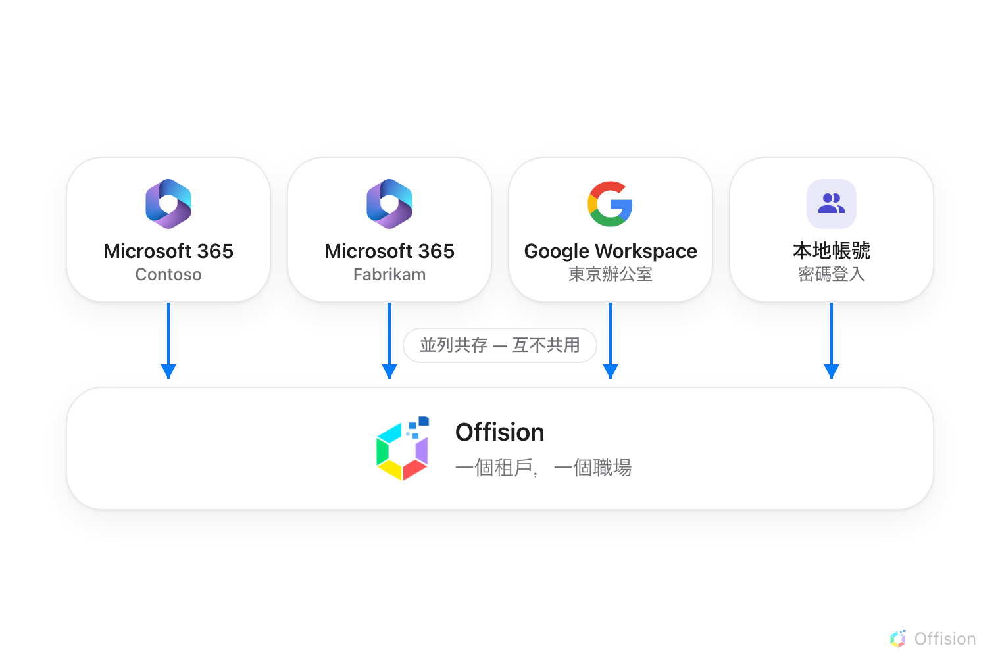 Microsoft 365
Contoso
Microsoft 365
Fabrikam
Google Workspace
東京辦公室
本地帳號
密碼登入
並列共存 — 互不共用
Offision
一個租戶，一個職場
Offision